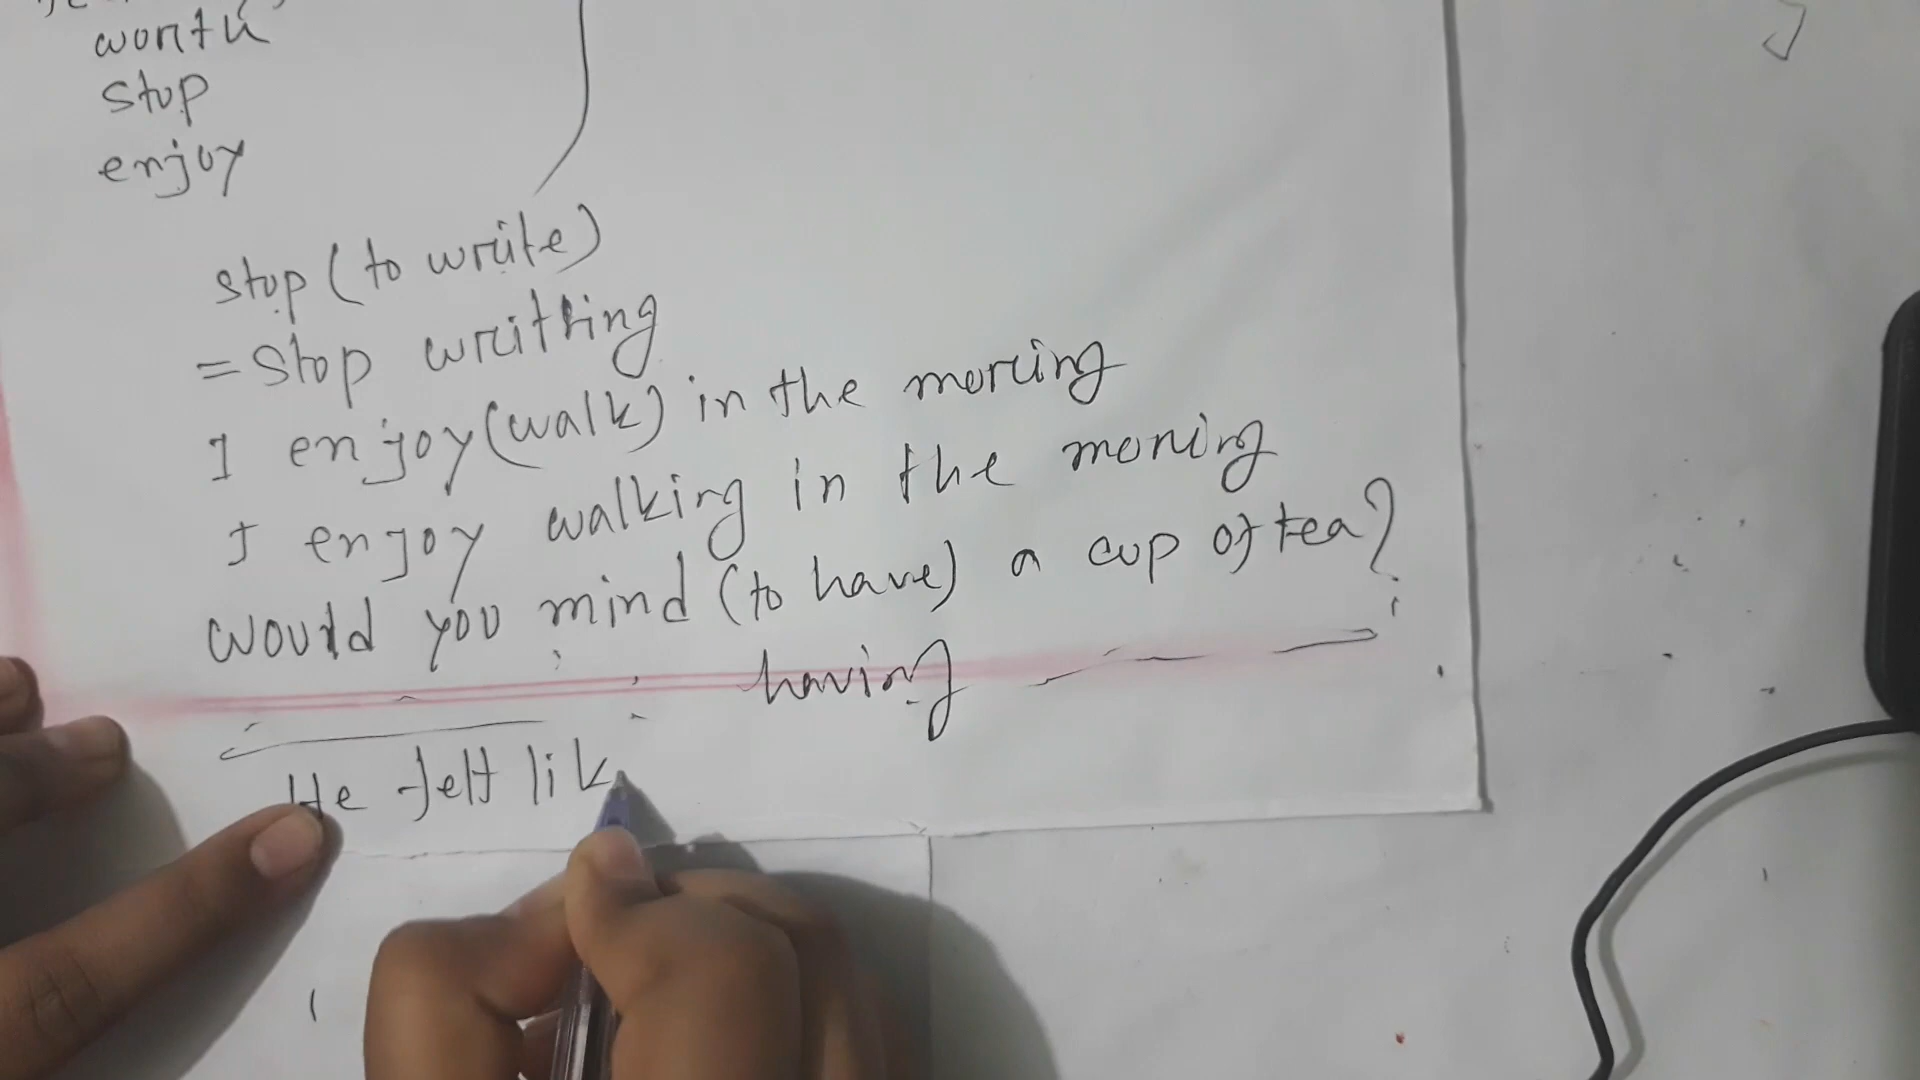 worth
stop
enjoy
stop (to write)
= Stop writting
I enjoy (walk) in the morcing
I enjoy walking in the moning
Would you mind (to have) a cup of tea?
having
He felt lik